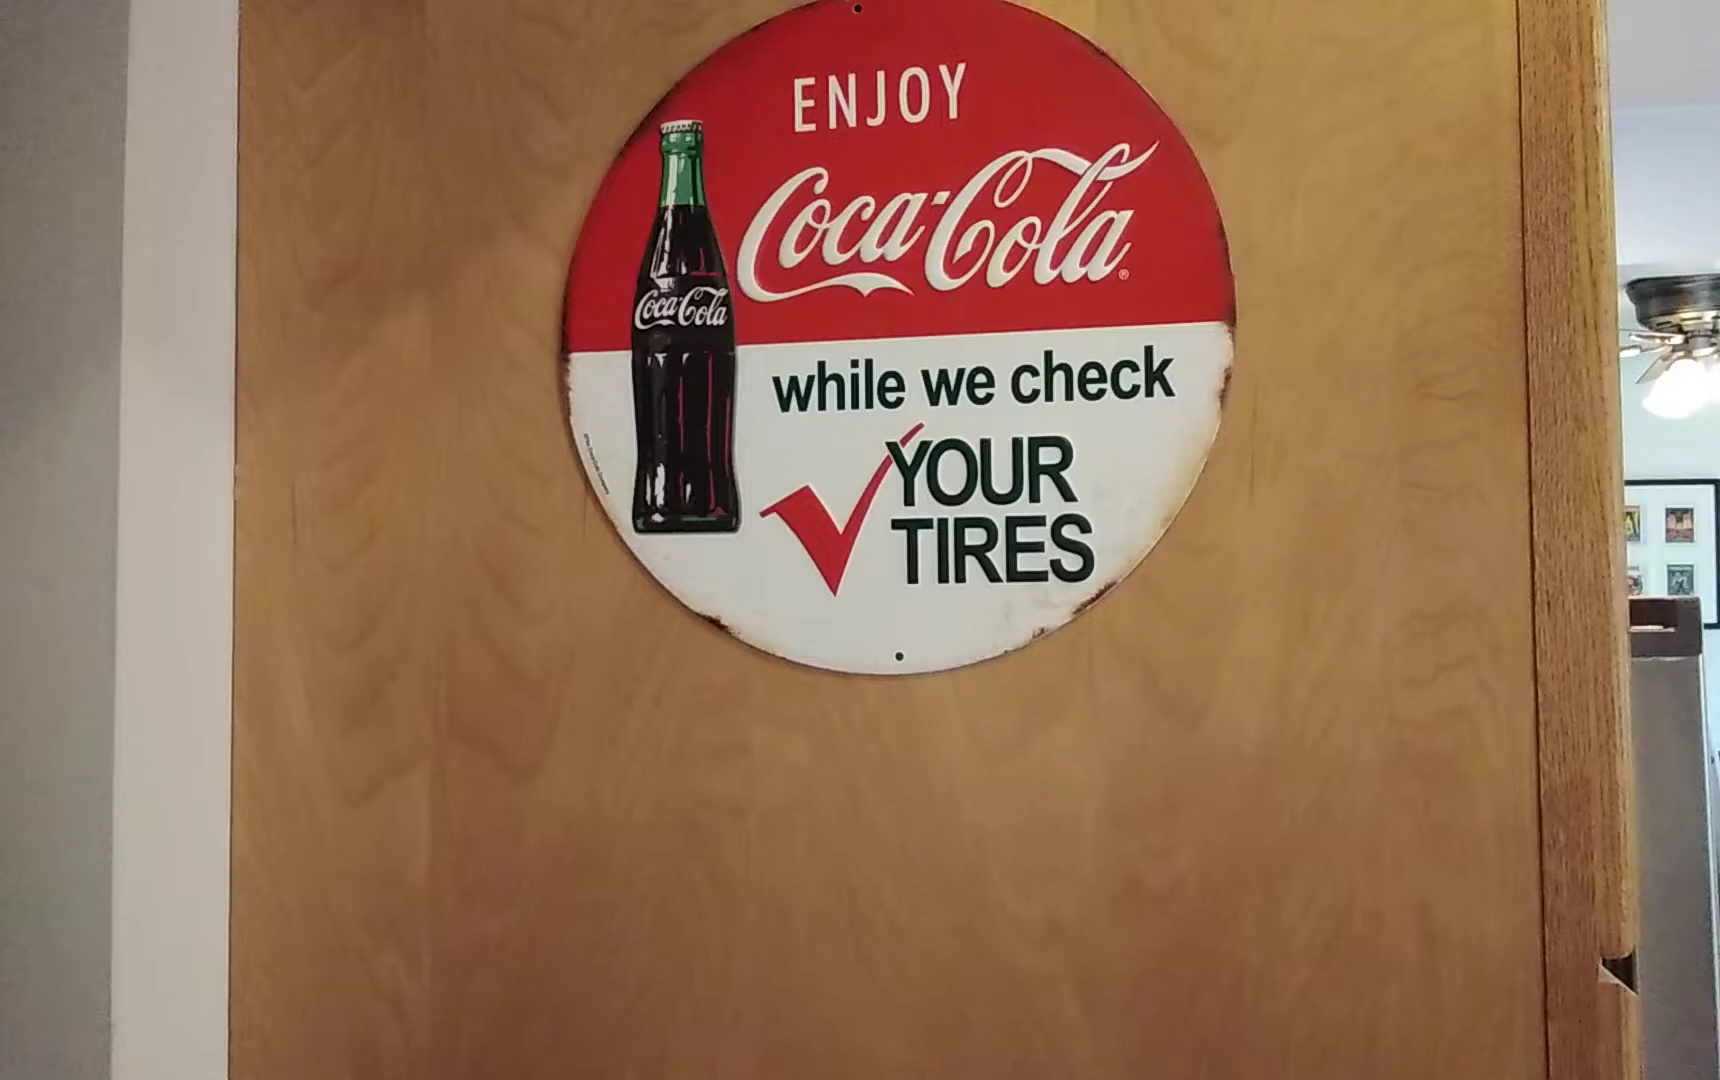 ENJOY
Coca-Cola
Coca-Cola
while we check
YOUR
TIRES